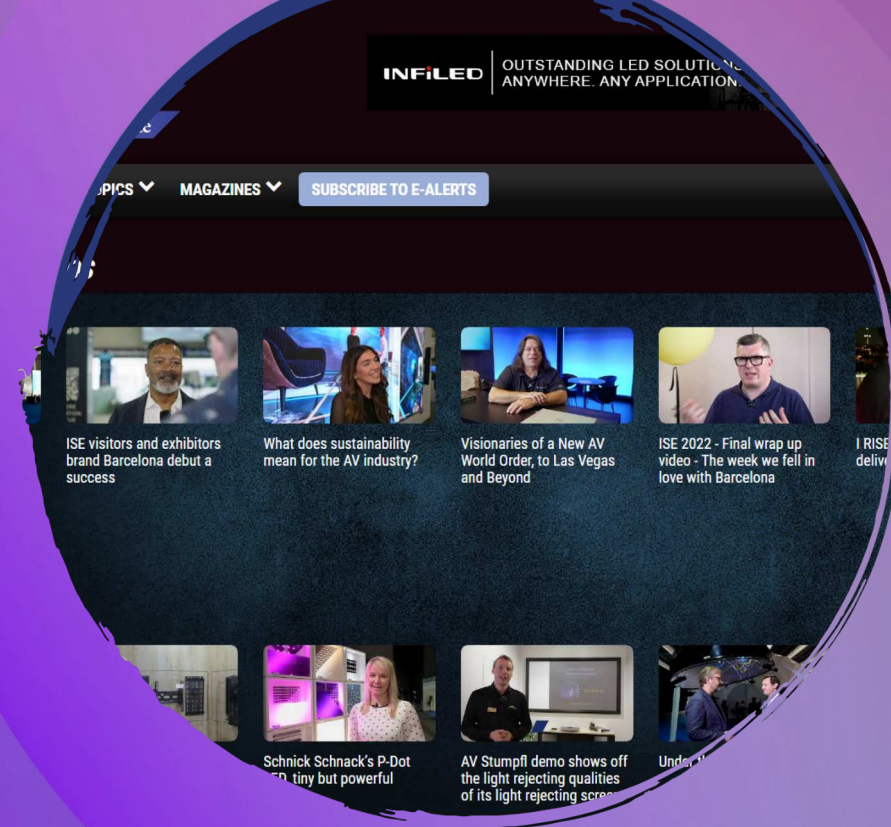 INFiLED
OUTSTANDING LED SOLUTIONS
ANYWHERE. ANY APPLICATION.
MAGAZINES
SUBSCRIBE TO E-ALERTS
ISE visitors and exhibitors
brand Barcelona debut a
success
What does sustainability
mean for the AV industry?
Visionaries of a New AV
World Order, to Las Vegas
and Beyond
ISE 2022 - Final wrap up
video - The week we fell in
love with Barcelona
I RISE
Schnick Schnack's P-Dot
tiny but powerful
AV Stumpfl demo shows off
the light rejecting qualities
of its light rejecting
Under